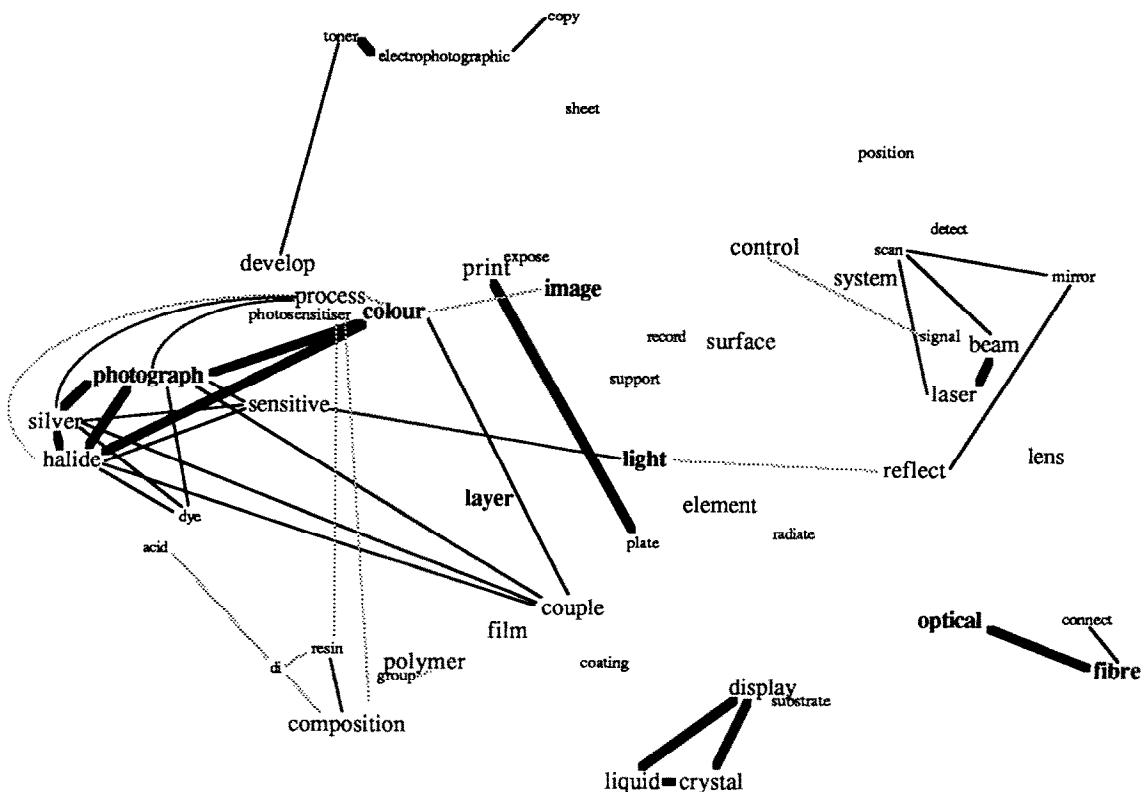 copy
toner
electrophotographic
sheet
position
detect
control
scan
develop
expose
print
system
mirror
image
process
photosensitiser
colour
record
surface
signal
beam
photograph
support
laser
sensitive
silver
halide
light
reflect
lens
layer
element
dye
plate
radiate
acid
couple
film
optical
connect
resin
di
polymer
group
coating
fibre
display
substrate
composition
liquid
crystal